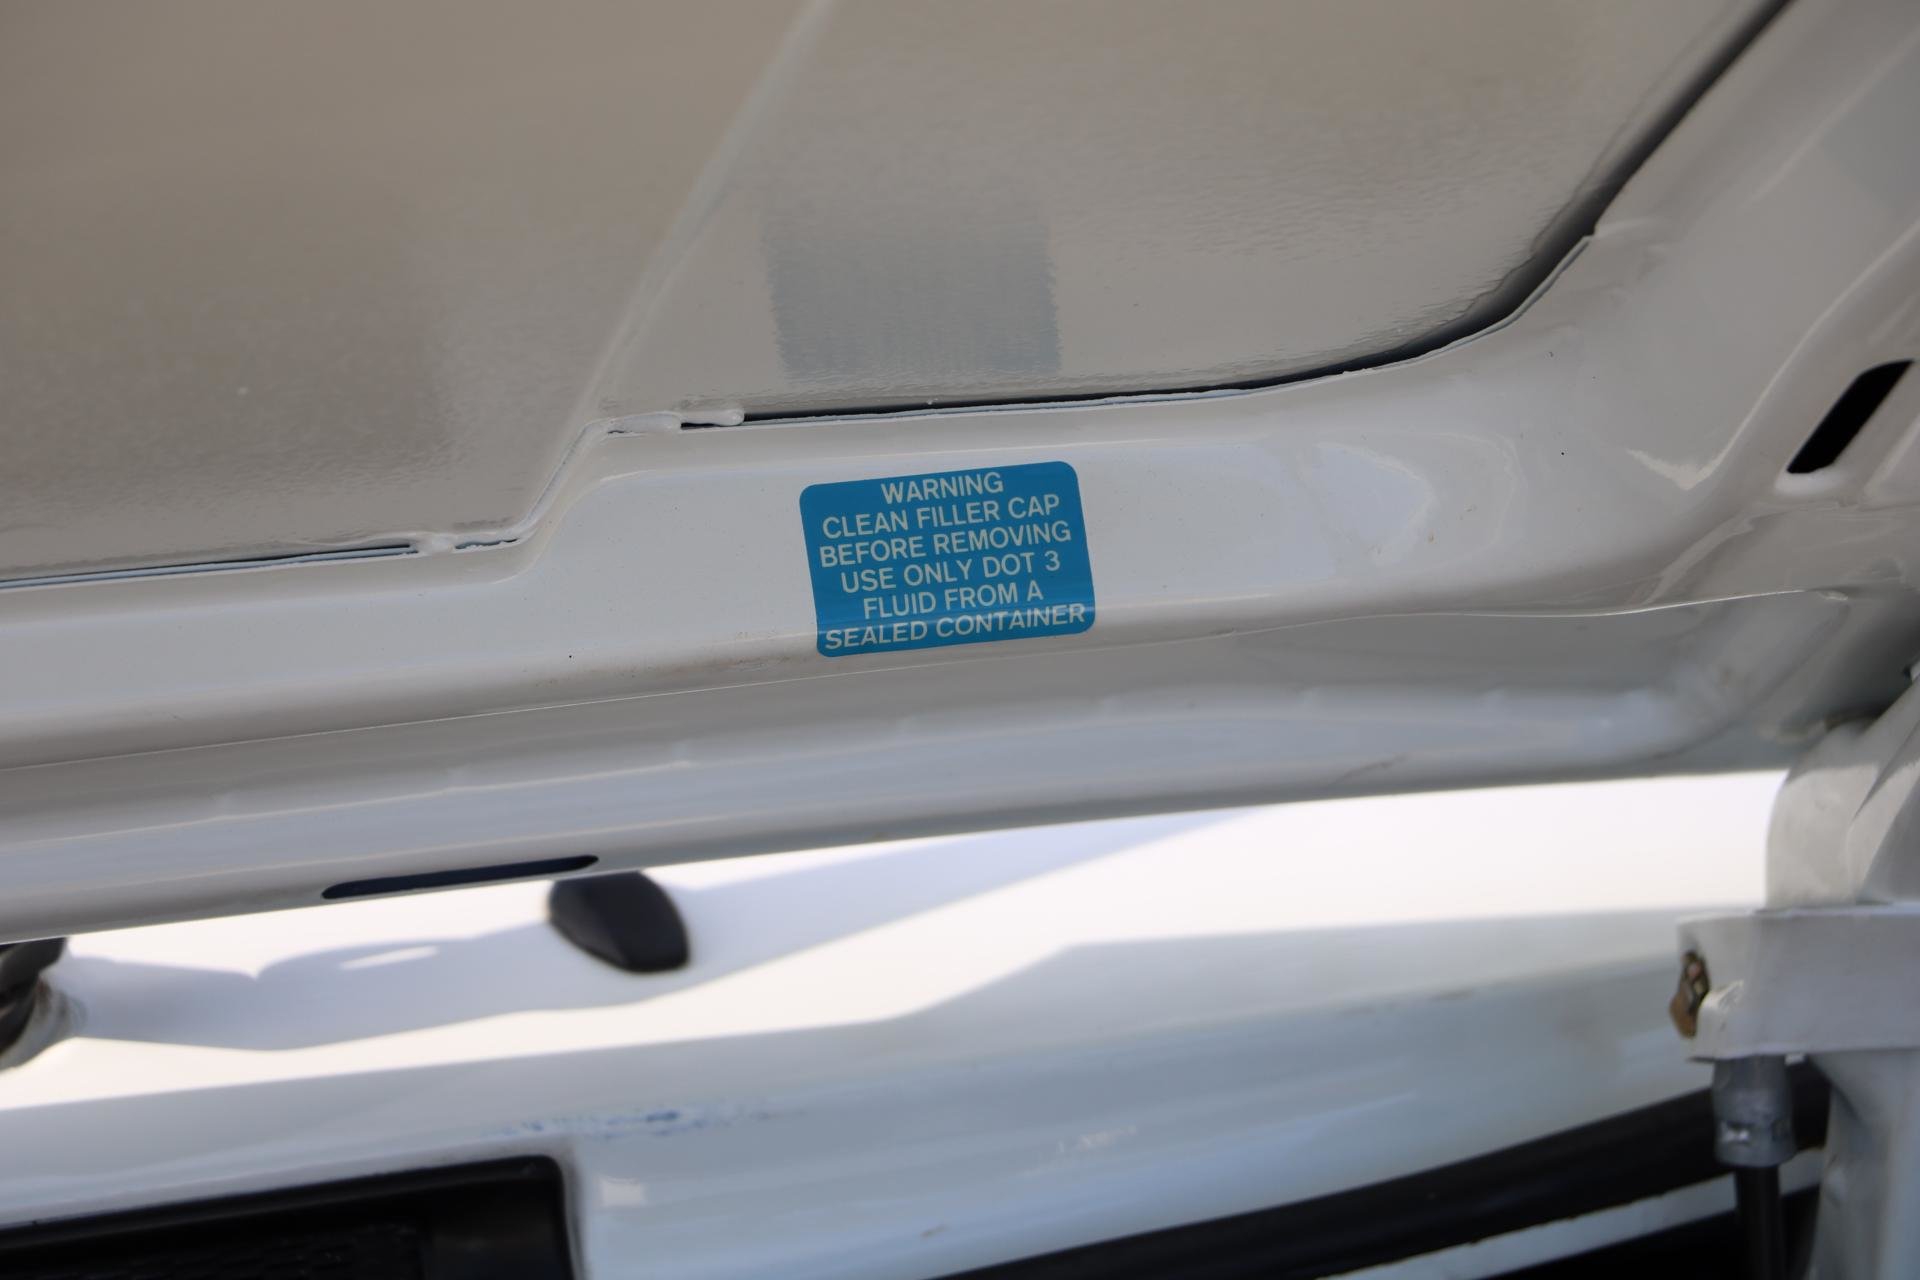 WARNING
CLEAN FILLER CAP
BEFORE REMOVING
USE ONLY DOT 3
FLUID FROM A
SEALED CONTAINER